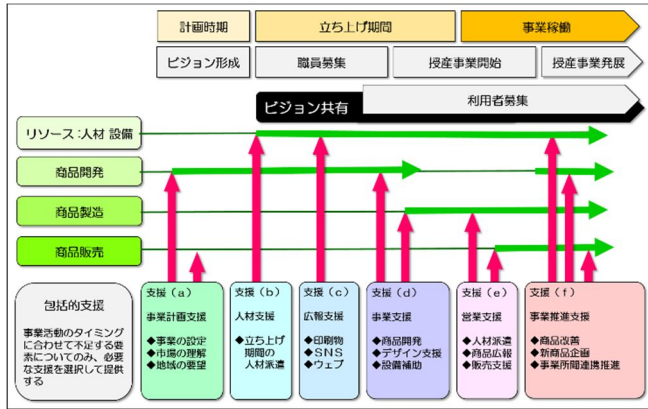 計画時期
立ち上げ期間
事業稼働
ビジョン形成
職員募集
授産事業開始
授産事業発展
ビジョン共有
利用者募集
リソース：人材 設備
商品開発
商品製造
商品販売
包括的支援
事業活動のタイミング
に合わせて不足する要
素についてのみ、必要
な支援を選択して提供
する
支援（a）
事業計画支援
◆事業の設定
◆市場の理解
◆地域の要望
支援（b）
人材支援
◆立ち上げ
期間の
人材派遣
支援（c）
広報支援
◆印刷物
◆SNS
◆ウェブ
支援（d）
事業支援
◆商品開発
◆デザイン支援
◆設備補助
支援（e）
営業支援
◆人材派遣
◆商品広報
◆販売支援
支援（f）
事業推進支援
◆商品改善
◆新商品企画
◆事業所間連携推進